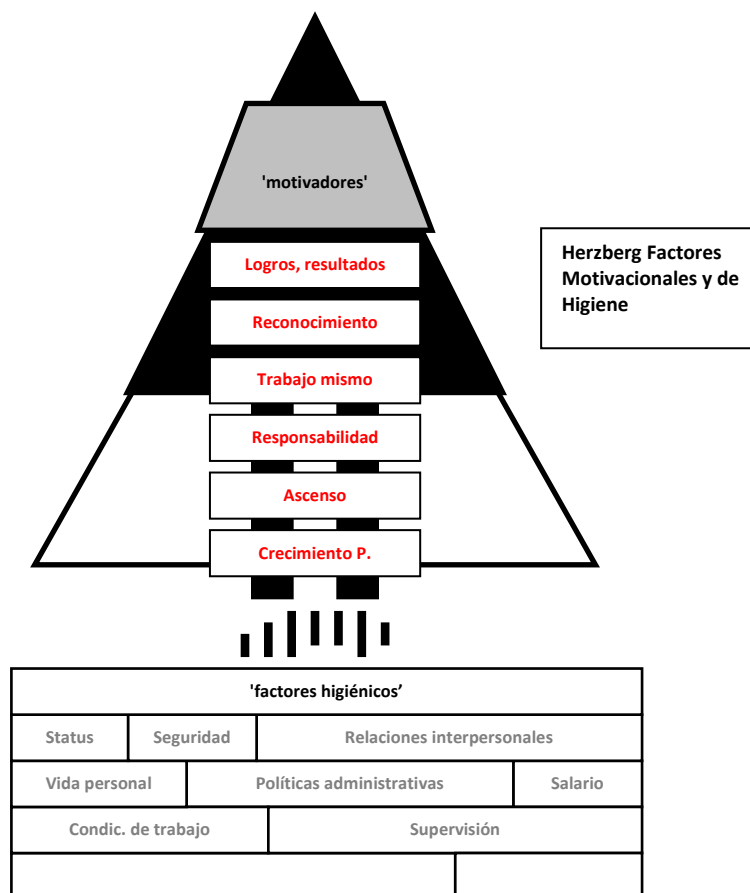 'motivadores'
Logros, resultados
Herzberg Factores
Motivacionales y de
Higiene
Reconocimiento
Trabajo mismo
Responsabilidad
Ascenso
Crecimiento P.
'factores higiénicos’
Status Seguridad Relaciones interpersonales
Vida personal Políticas administrativas Salario
Condic. de trabajo Supervisión